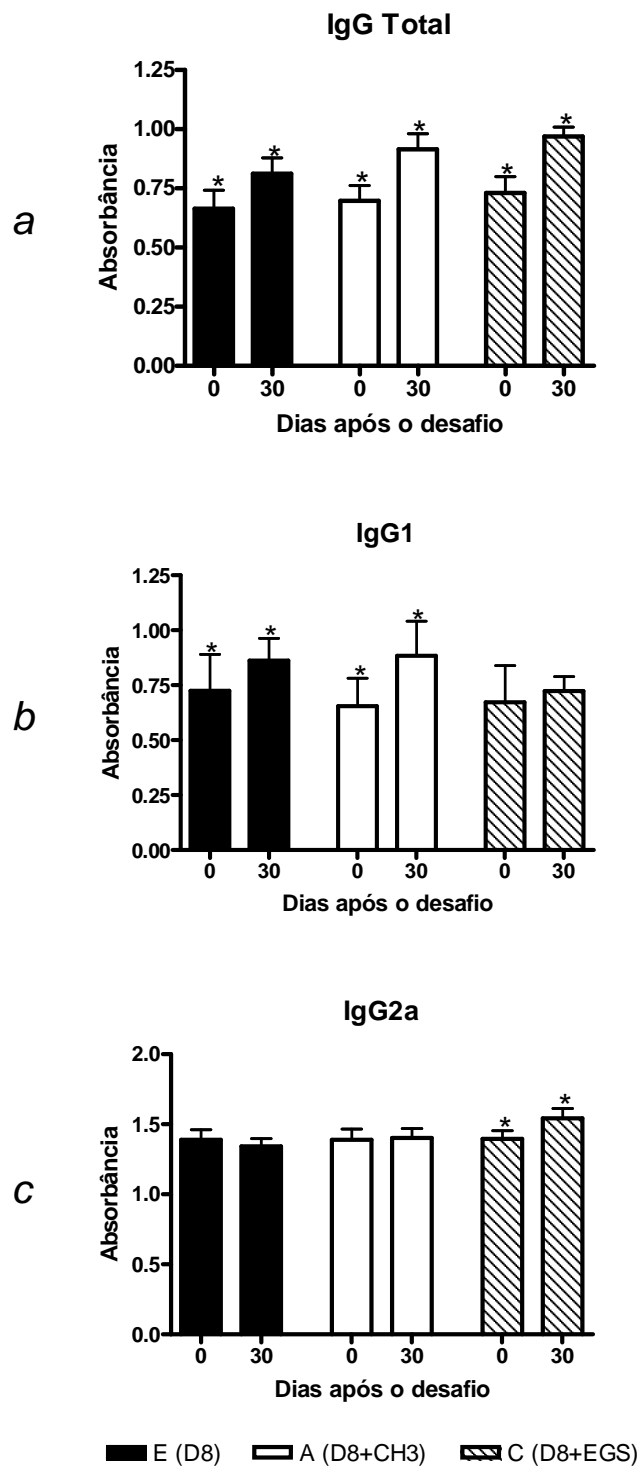 IgG Total
a
Absorbância
1.25
1.00
0.75
0.50
0.25
0.00
* * * * * *
0 30 0 30 0 30
Dias após o desafio
IgG1
b
Absorbância
1.25
1.00
0.75
0.50
0.25
0.00
* * * *
0 30 0 30 0 30
Dias após o desafio
IgG2a
c
Absorbância
2.0
1.5
1.0
0.5
0.0
* *
0 30 0 30 0 30
Dias após o desafio
E (D8) A (D8+CH3) C (D8+EGS)